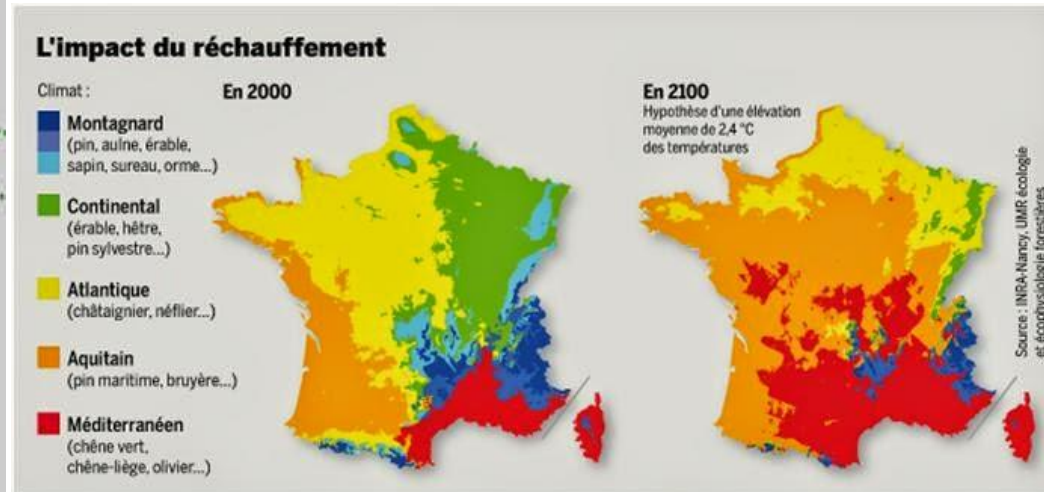 L'impact du réchauffement
Climat :
Montagnard
(pin, aulne, érable,
sapin, sureau, orme...)
Continental
(érable, hêtre,
pin sylvestre...)
Atlantique
(châtaignier, néflier...)
Aquitain
(pin maritime, bruyère...)
Méditerranéen
(chêne vert,
chêne-liège, olivier...)
En 2000
En 2100
Hypothèse d'une élévation
moyenne de 2,4 °C
des températures
Source : INRA-Nancy, UMR écologie
et écophysiologie forestières